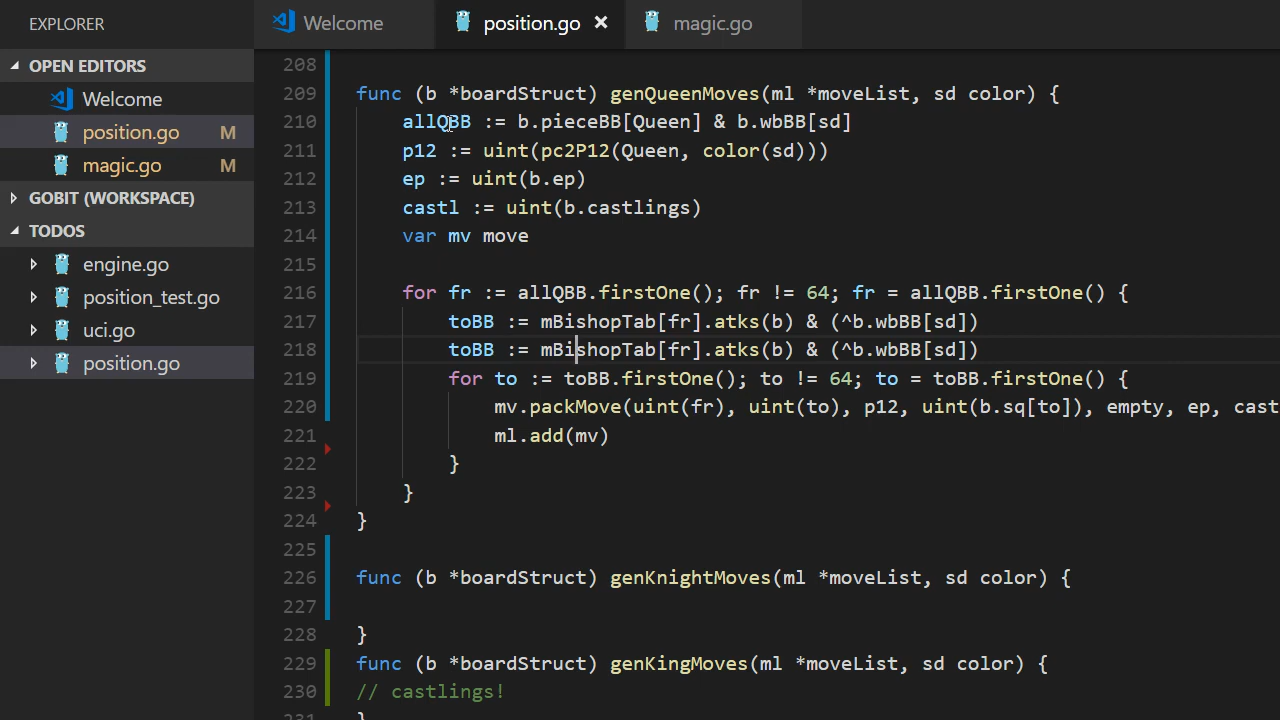 EXPLORER
OPEN EDITORS
Welcome
position.go M
magic.go M
GOBIT (WORKSPACE)
TODOS
engine.go
position_test.go
uci.go
position.go
Welcome position.go × magic.go
208
209 func (b *boardStruct) genQueenMoves(ml *moveList, sd color) {
210 allQBB := b.pieceBB[Queen] & b.wbBB[sd]
211 p12 := uint(pc2P12(Queen, color(sd)))
212 ep := uint(b.ep)
213 castl := uint(b.castlings)
214 var mv move
215
216 for fr := allQBB.firstOne(); fr != 64; fr = allQBB.firstOne() {
217 toBB := mBishopTab[fr].atks(b) & (^b.wbBB[sd])
218 toBB := mBishopTab[fr].atks(b) & (^b.wbBB[sd])
219 for to := toBB.firstOne(); to != 64; to = toBB.firstOne() {
220 mv.packMove(uint(fr), uint(to), p12, uint(b.sq[to]), empty, ep, cast
221 ml.add(mv)
222 }
223 }
224 }
225
226 func (b *boardStruct) genKnightMoves(ml *moveList, sd color) {
227
228 }
229 func (b *boardStruct) genKingMoves(ml *moveList, sd color) {
230 // castlings!
231 }